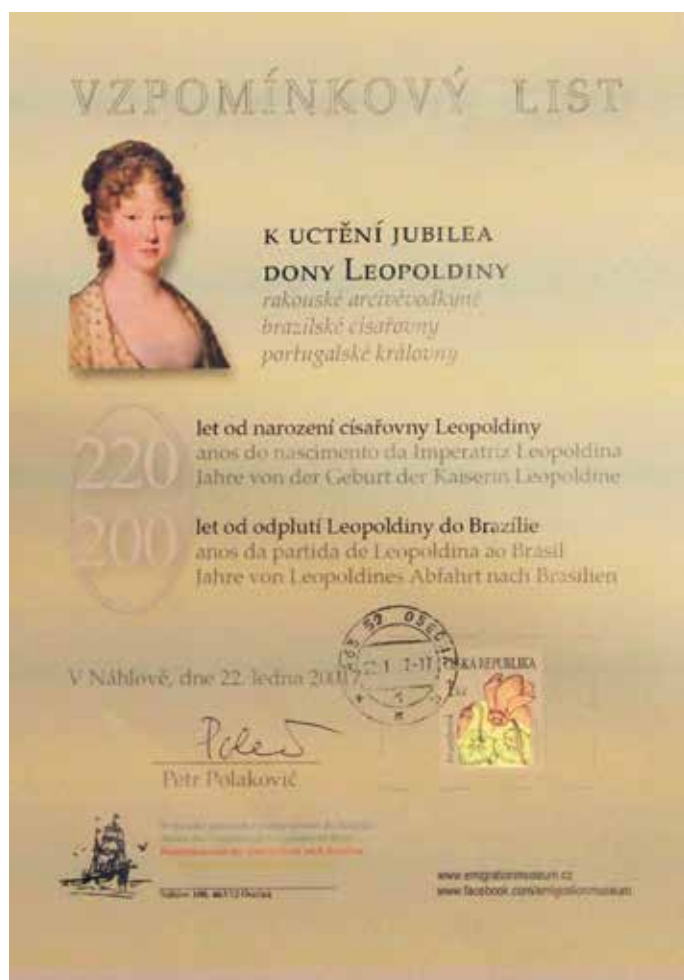 VZPOMÍNKOVÝ LIST
K UCTĚNÍ JUBILEA
DONY LEOPOLDINY
rakouské arcivévodkyně
brazilské císařovny
portugalské královny
220
let od narození císařovny Leopoldiny
anos do nascimento da Imperatriz Leopoldina
Jahre von der Geburt der Kaiserin Leopoldine
200
let od odplutí Leopoldiny do Brazílie
anos da partida de Leopoldina ao Brasil
Jahre von Leopoldines Abfahrt nach Brasilien
OSEČ
ČESKÁ REPUBLIKA
V Náhlově, dne 22. ledna
Petr Polakovič
Náhlov
www.emigrationmuseum.cz
www.facebook.com/emigrationmuseum